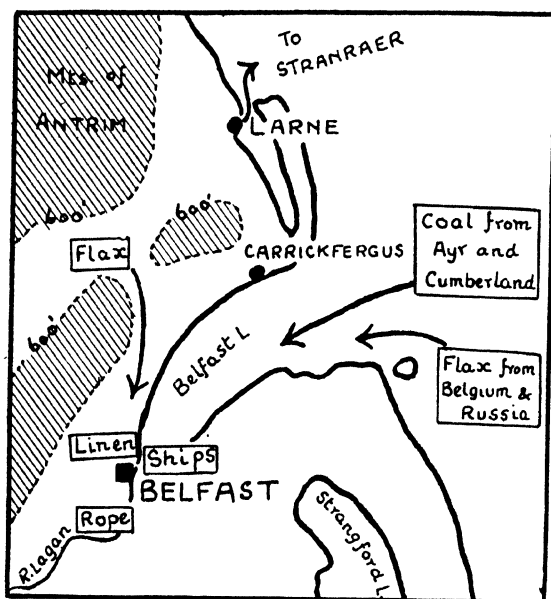 To
STRANRAER
Mts. of
ANTRIM
LARNE
600'
600'
CARRICKFERGUS
Coal from
Ayr and
Cumberland
Flax
600'
Belfast L
Flax from
Belgium &
Russia
Linen
Ships
BELFAST
Rope
R. Lagan
Strangford L.